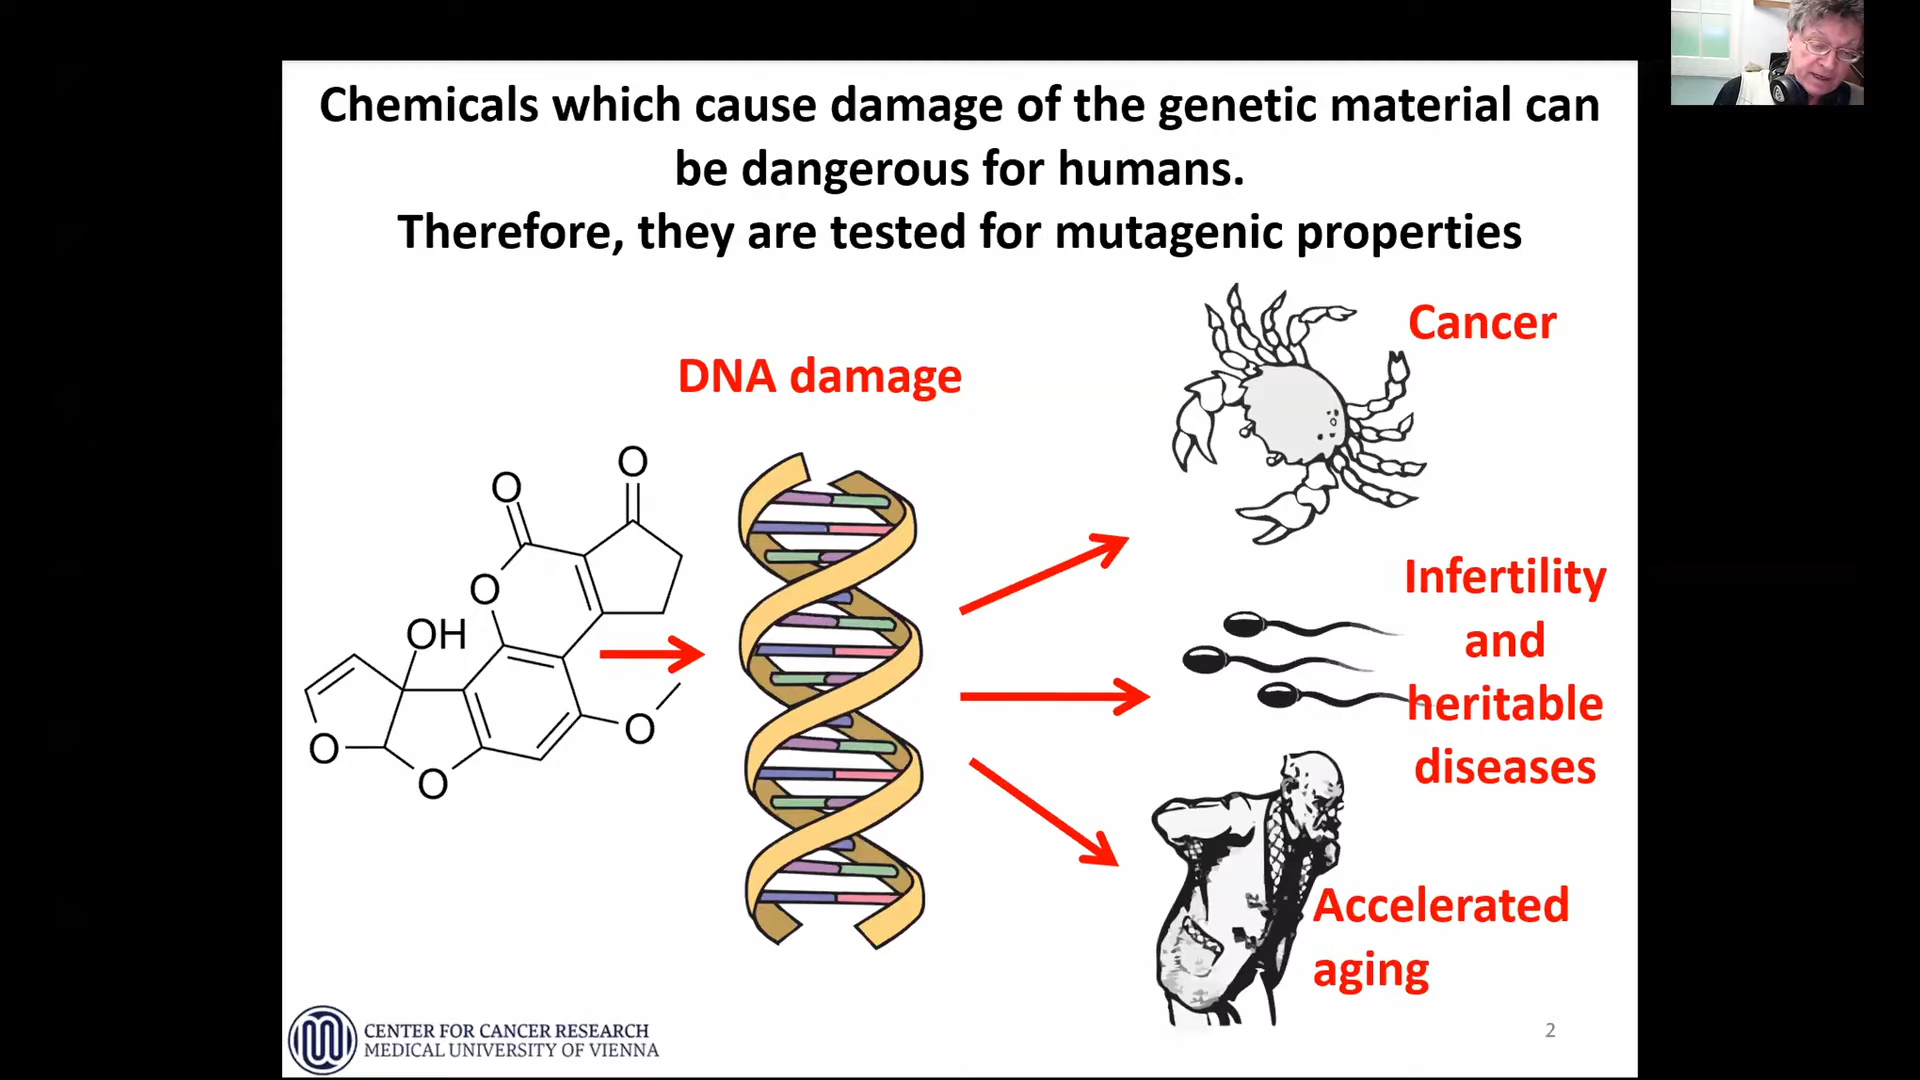 Chemicals which cause damage of the genetic material can
be dangerous for humans.
Therefore, they are tested for mutagenic properties
Cancer
DNA damage
O
O
O
OH
O
O
O
Infertility
and
heritable
diseases
Accelerated
aging
CENTER FOR CANCER RESEARCH
MEDICAL UNIVERSITY OF VIENNA
2